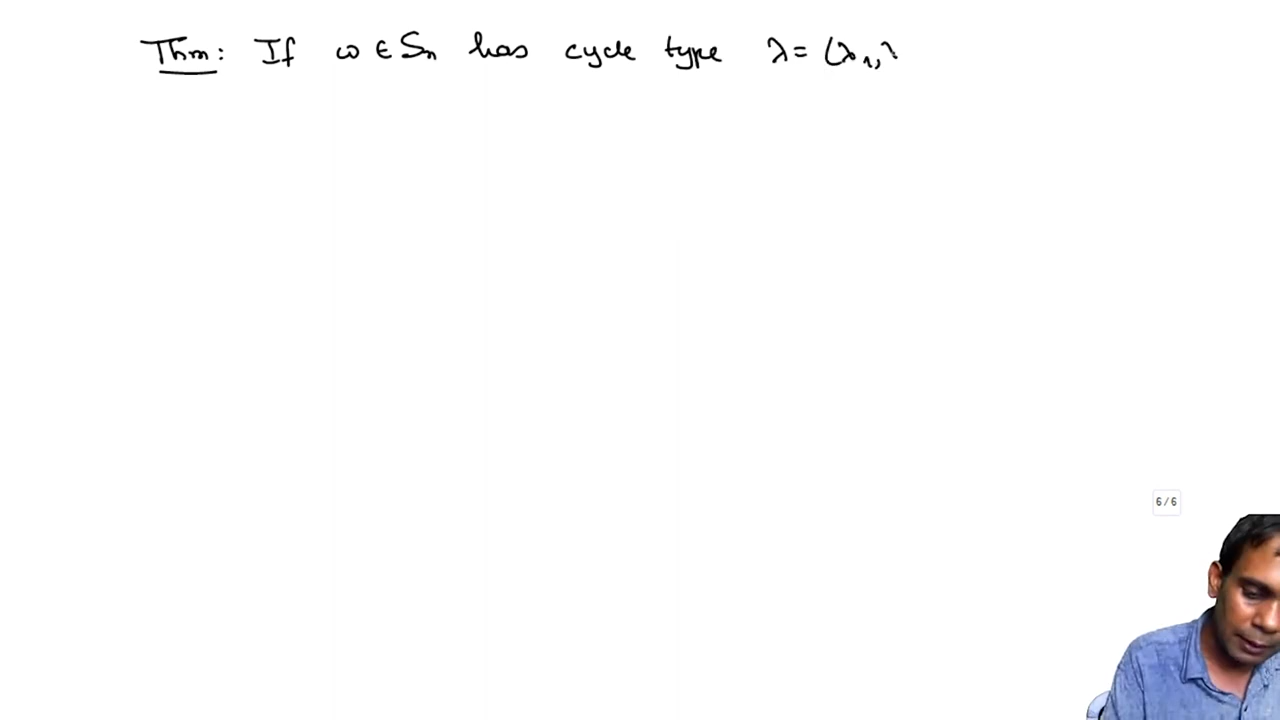 Thm: If ω ∈ Sₙ has cycle type λ = (λ₁, λ
6/6